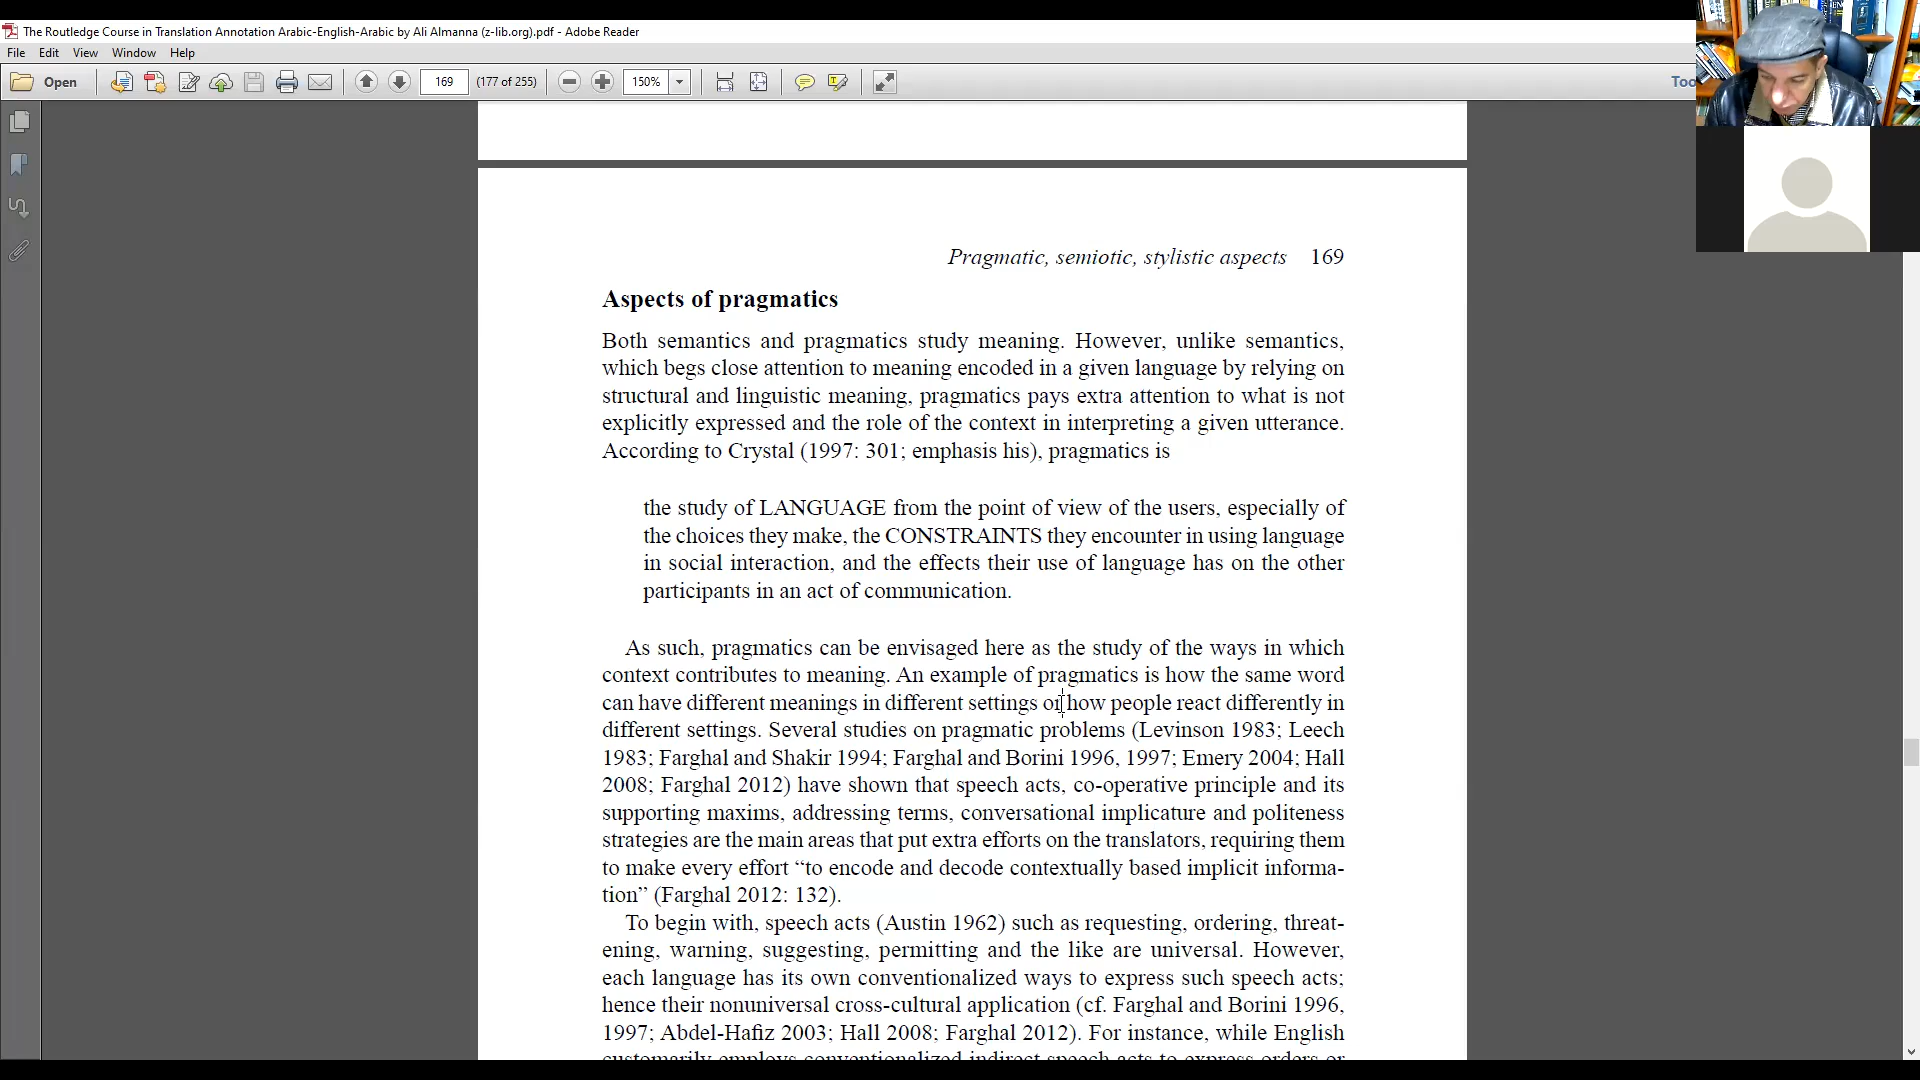 The Routledge Course in Translation Annotation Arabic-English-Arabic by Ali Almanna (z-lib.org).pdf - Adobe Reader
File Edit View Window Help
Open 169 (177 of 255) 150% Too
Pragmatic, semiotic, stylistic aspects 169
Aspects of pragmatics
Both semantics and pragmatics study meaning. However, unlike semantics,
which begs close attention to meaning encoded in a given language by relying on
structural and linguistic meaning, pragmatics pays extra attention to what is not
explicitly expressed and the role of the context in interpreting a given utterance.
According to Crystal (1997: 301; emphasis his), pragmatics is
the study of LANGUAGE from the point of view of the users, especially of
the choices they make, the CONSTRAINTS they encounter in using language
in social interaction, and the effects their use of language has on the other
participants in an act of communication.
As such, pragmatics can be envisaged here as the study of the ways in which
context contributes to meaning. An example of pragmatics is how the same word
can have different meanings in different settings or how people react differently in
different settings. Several studies on pragmatic problems (Levinson 1983; Leech
1983; Farghal and Shakir 1994; Farghal and Borini 1996, 1997; Emery 2004; Hall
2008; Farghal 2012) have shown that speech acts, co-operative principle and its
supporting maxims, addressing terms, conversational implicature and politeness
strategies are the main areas that put extra efforts on the translators, requiring them
to make every effort “to encode and decode contextually based implicit informa-
tion” (Farghal 2012: 132).
To begin with, speech acts (Austin 1962) such as requesting, ordering, threat-
ening, warning, suggesting, permitting and the like are universal. However,
each language has its own conventionalized ways to express such speech acts;
hence their nonuniversal cross-cultural application (cf. Farghal and Borini 1996,
1997; Abdel-Hafiz 2003; Hall 2008; Farghal 2012). For instance, while English
customarily employs conventionalized indirect speech acts to express orders or